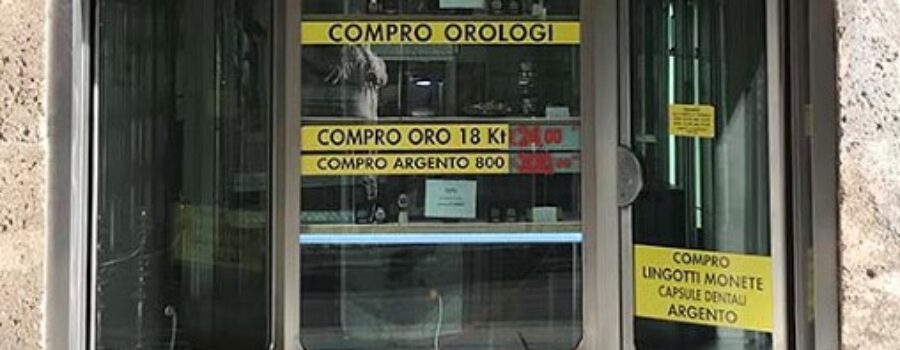 COMPRO OROLOGI
COMPRO ORO 18 Kt
COMPRO ARGENTO 800
COMPRO
LINGOTTI MONETE
CAPSULE DENTALI
ARGENTO